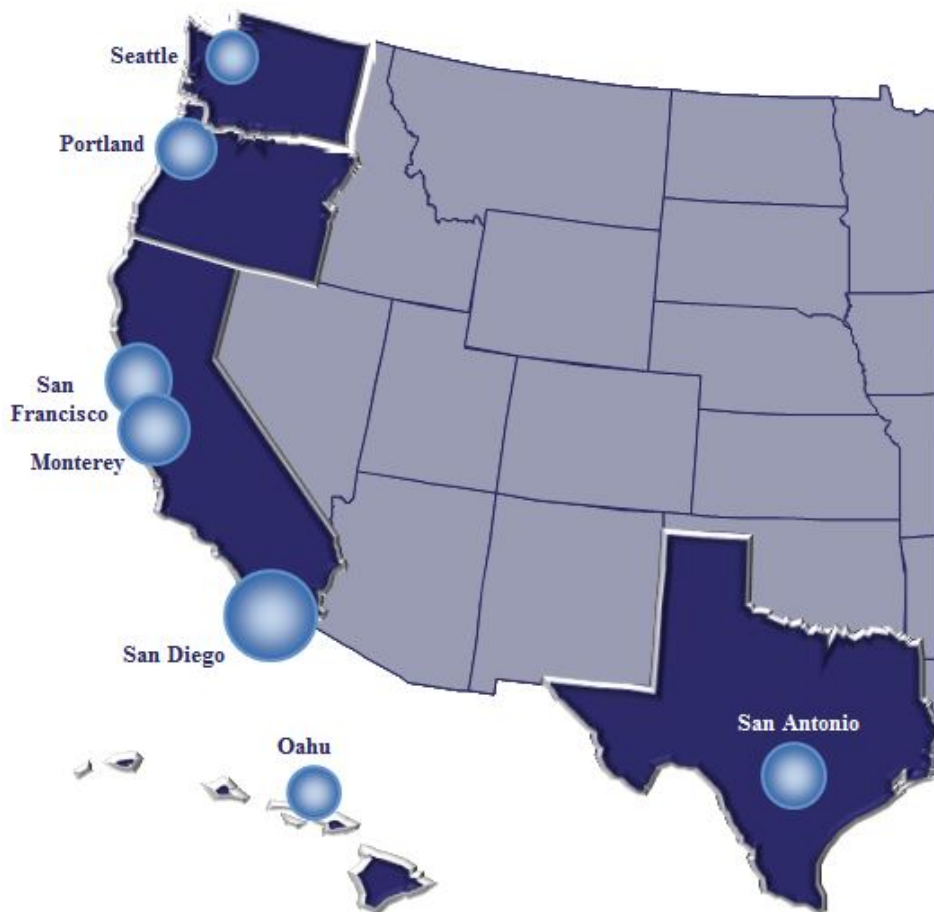 Seattle
Portland
San
Francisco
Monterey
San Diego
Oahu
San Antonio